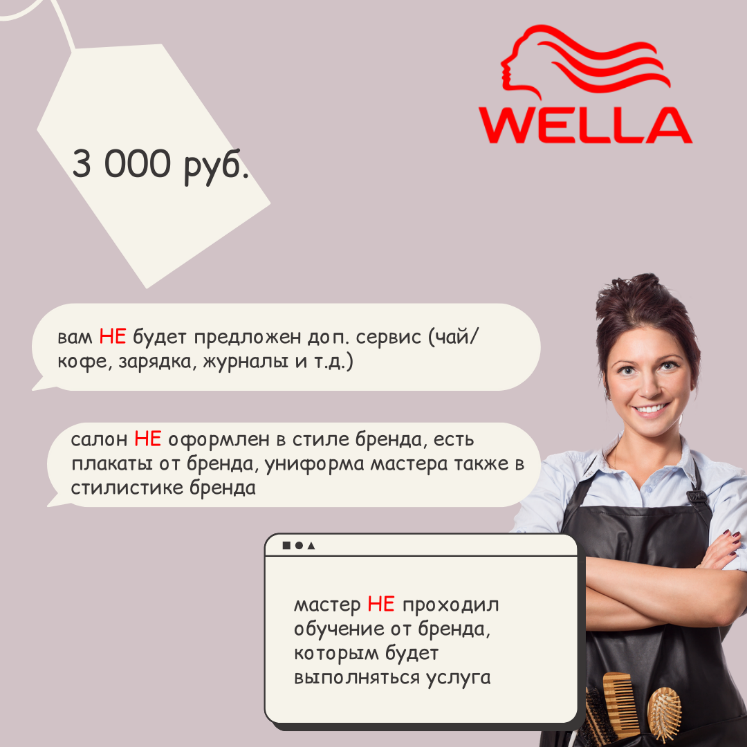 WELLA
3 000 руб.
вам НЕ будет предложен доп. сервис (чай/
кофе, зарядка, журналы и т.д.)
салон НЕ оформлен в стиле бренда, есть
плакаты от бренда, униформа мастера также в
стилистике бренда
мастер НЕ проходил
обучение от бренда,
которым будет
выполняться услуга